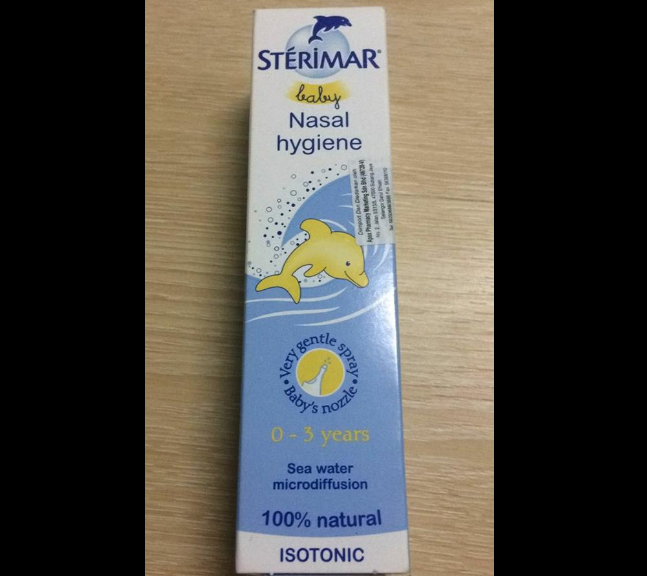 STÉRIMAR®
baby
Nasal
hygiene
Very gentle spray
Baby's nozzle
0 - 3 years
Sea water
microdiffusion
100% natural
ISOTONIC